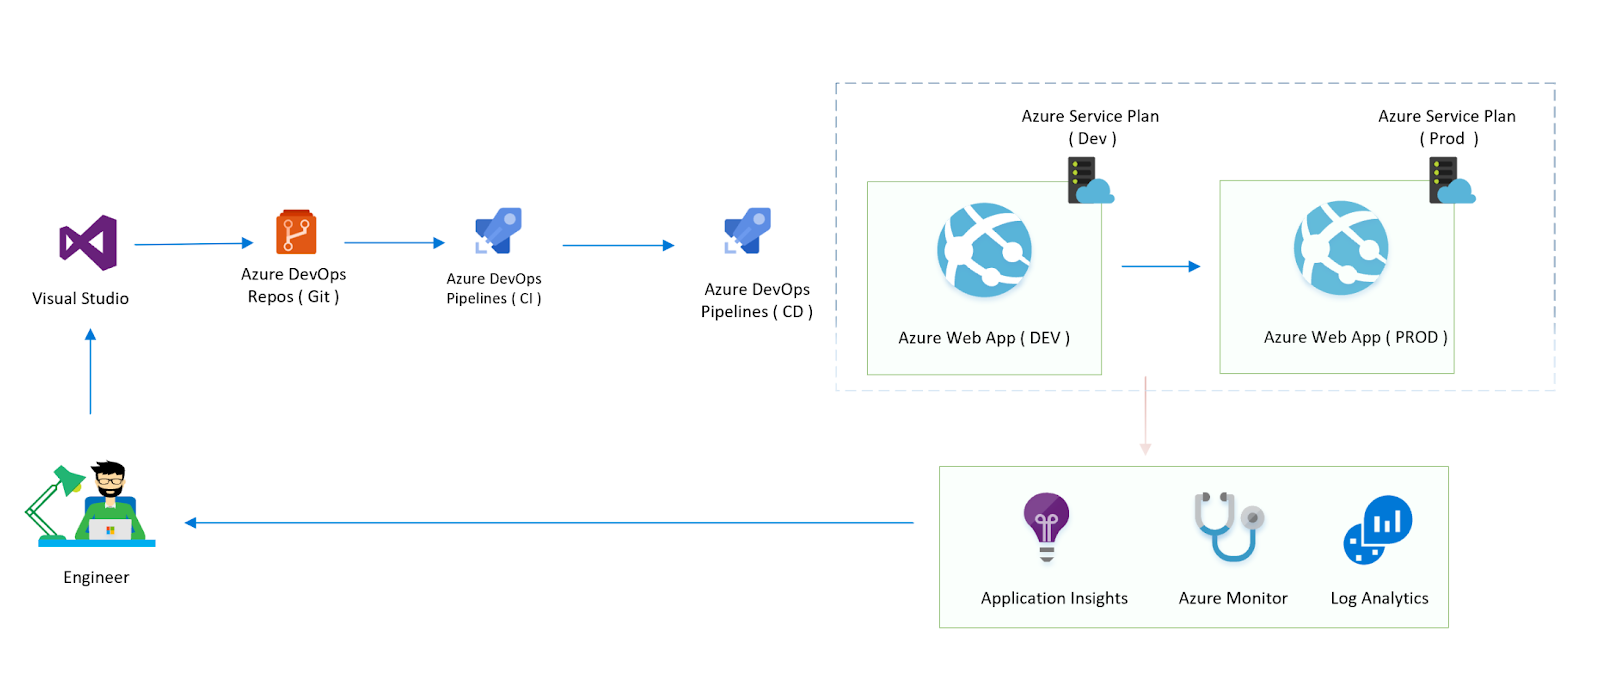 Azure Service Plan
( Dev )
Azure Service Plan
( Prod )
Visual Studio
Azure DevOps
Repos ( Git )
Azure DevOps
Pipelines ( CI )
Azure DevOps
Pipelines ( CD )
Azure Web App ( DEV )
Azure Web App ( PROD )
Engineer
Application Insights
Azure Monitor
Log Analytics